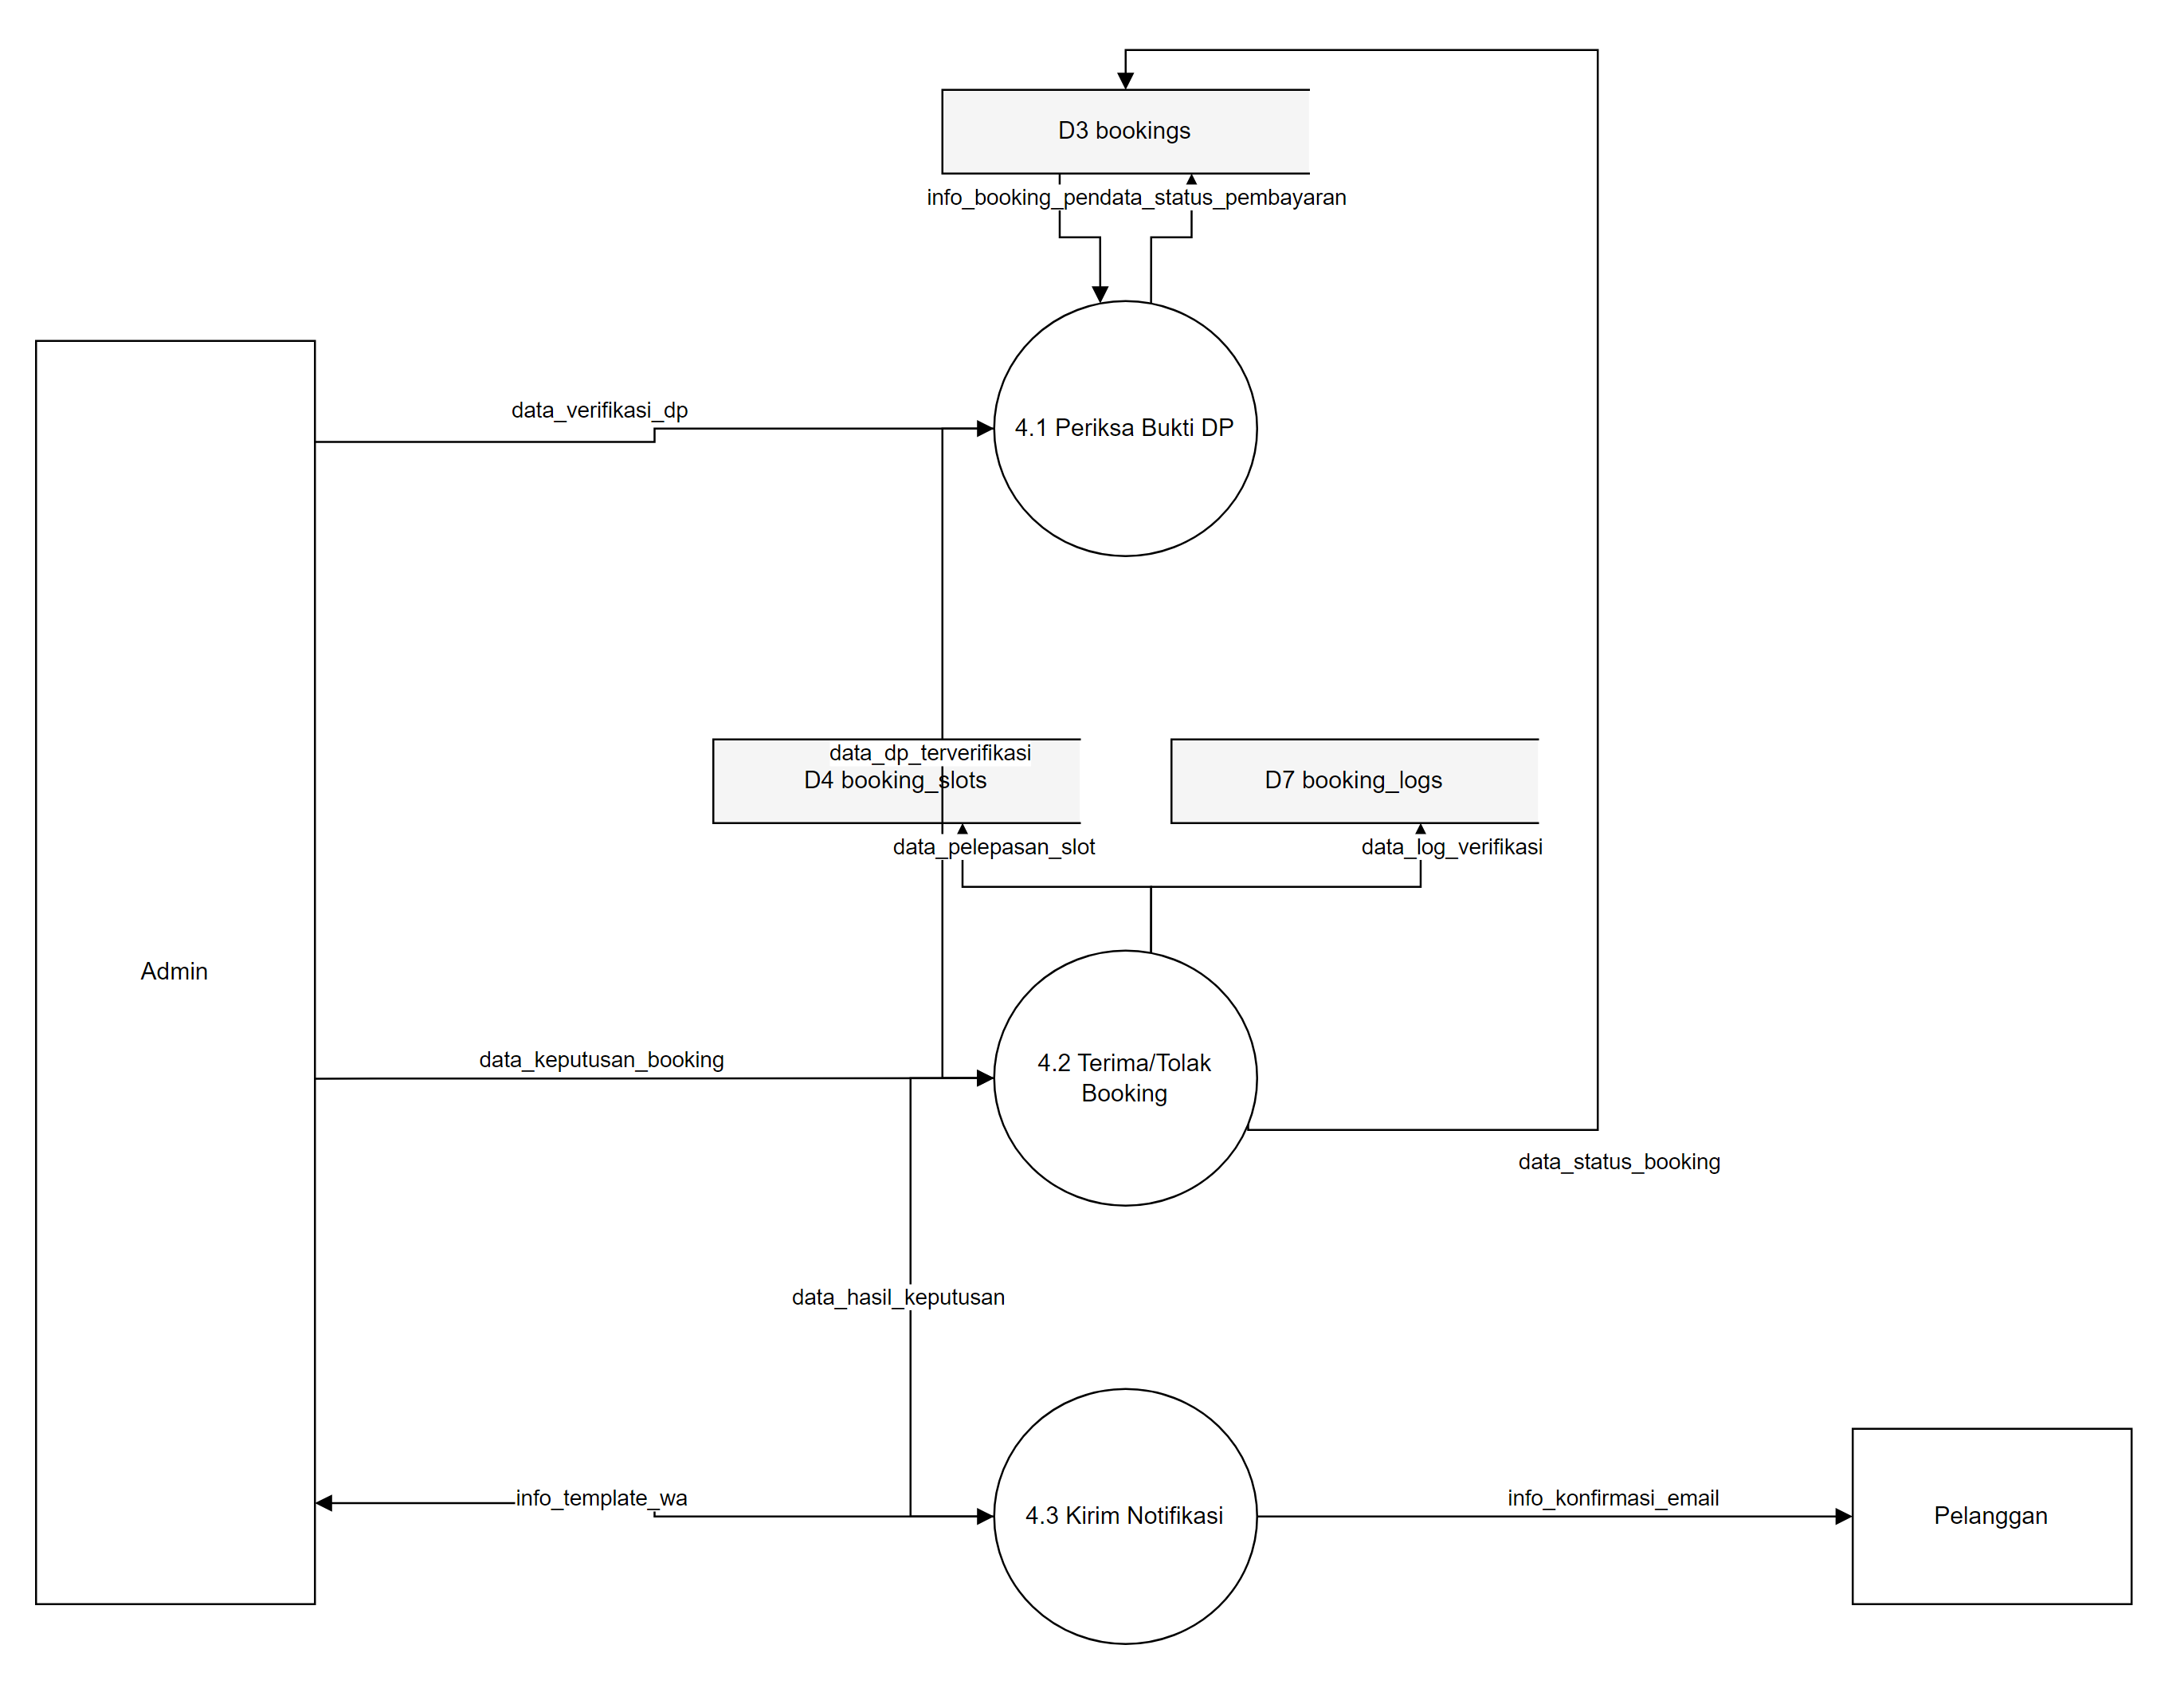 D3 bookings
info_booking_pendata_status_pembayaran
data_verifikasi_dp
4.1 Periksa Bukti DP
data_dp_terverifikasi
D4 booking_slots
D7 booking_logs
data_pelepasan_slot
data_log_verifikasi
Admin
data_keputusan_booking
4.2 Terima/Tolak
Booking
data_status_booking
data_hasil_keputusan
info_template_wa
4.3 Kirim Notifikasi
info_konfirmasi_email
Pelanggan